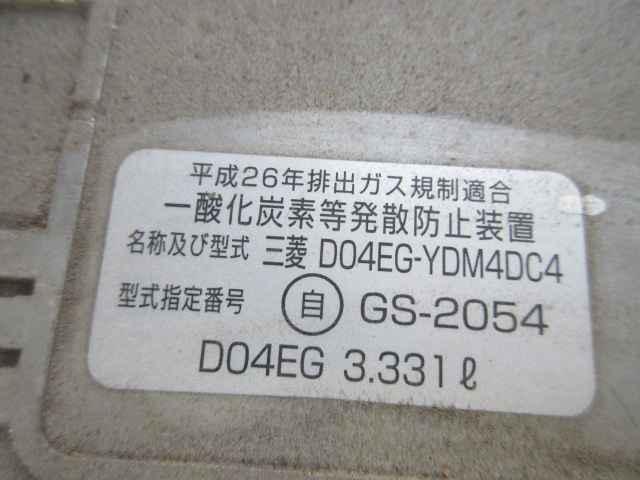 平成26年排出ガス規制適合
一酸化炭素等発散防止装置
名称及び型式 三菱 D04EG-YDM4DC4
型式指定番号 自 GS-2054
D04EG 3.331ℓ